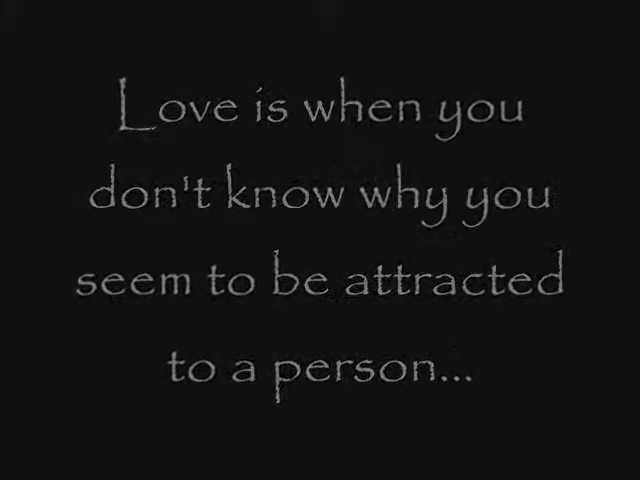 Love is when you
don't know why you
seem to be attracted
to a person...